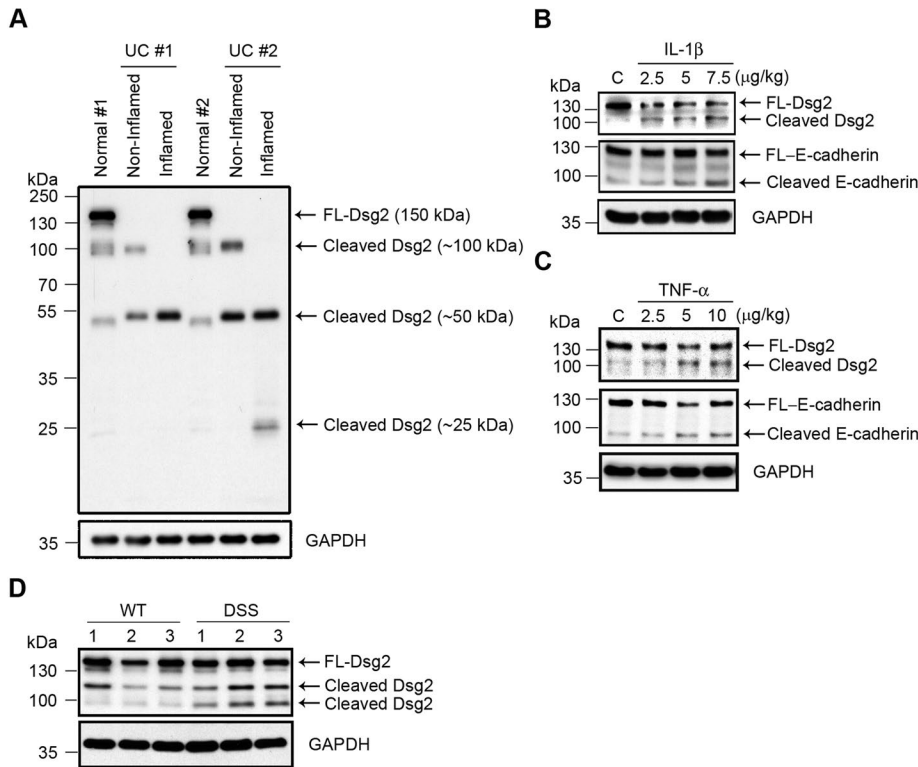 A
UC #1
UC #2
Normal #1
Non-Inflamed
Inflamed
Normal #2
Non-Inflamed
Inflamed
kDa
250
130
100
70
55
35
25
35
FL-Dsg2 (150 kDa)
Cleaved Dsg2 (~100 kDa)
Cleaved Dsg2 (~50 kDa)
Cleaved Dsg2 (~25 kDa)
GAPDH
B
IL-1β
kDa
C 2.5 5 7.5 (μg/kg)
130
100
FL-Dsg2
Cleaved Dsg2
130
100
FL–E-cadherin
Cleaved E-cadherin
35
GAPDH
C
TNF-α
kDa
C 2.5 5 10 (μg/kg)
130
100
FL-Dsg2
Cleaved Dsg2
130
100
FL–E-cadherin
Cleaved E-cadherin
35
GAPDH
D
WT DSS
kDa
1 2 3 1 2 3
130
100
FL-Dsg2
Cleaved Dsg2
Cleaved Dsg2
35
GAPDH